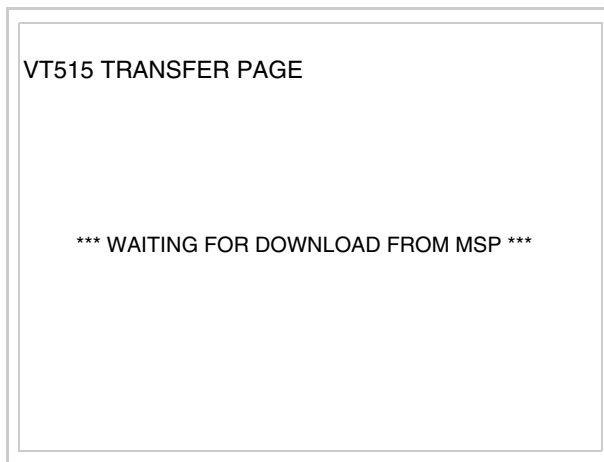 VT515 TRANSFER PAGE
*** WAITING FOR DOWNLOAD FROM MSP ***